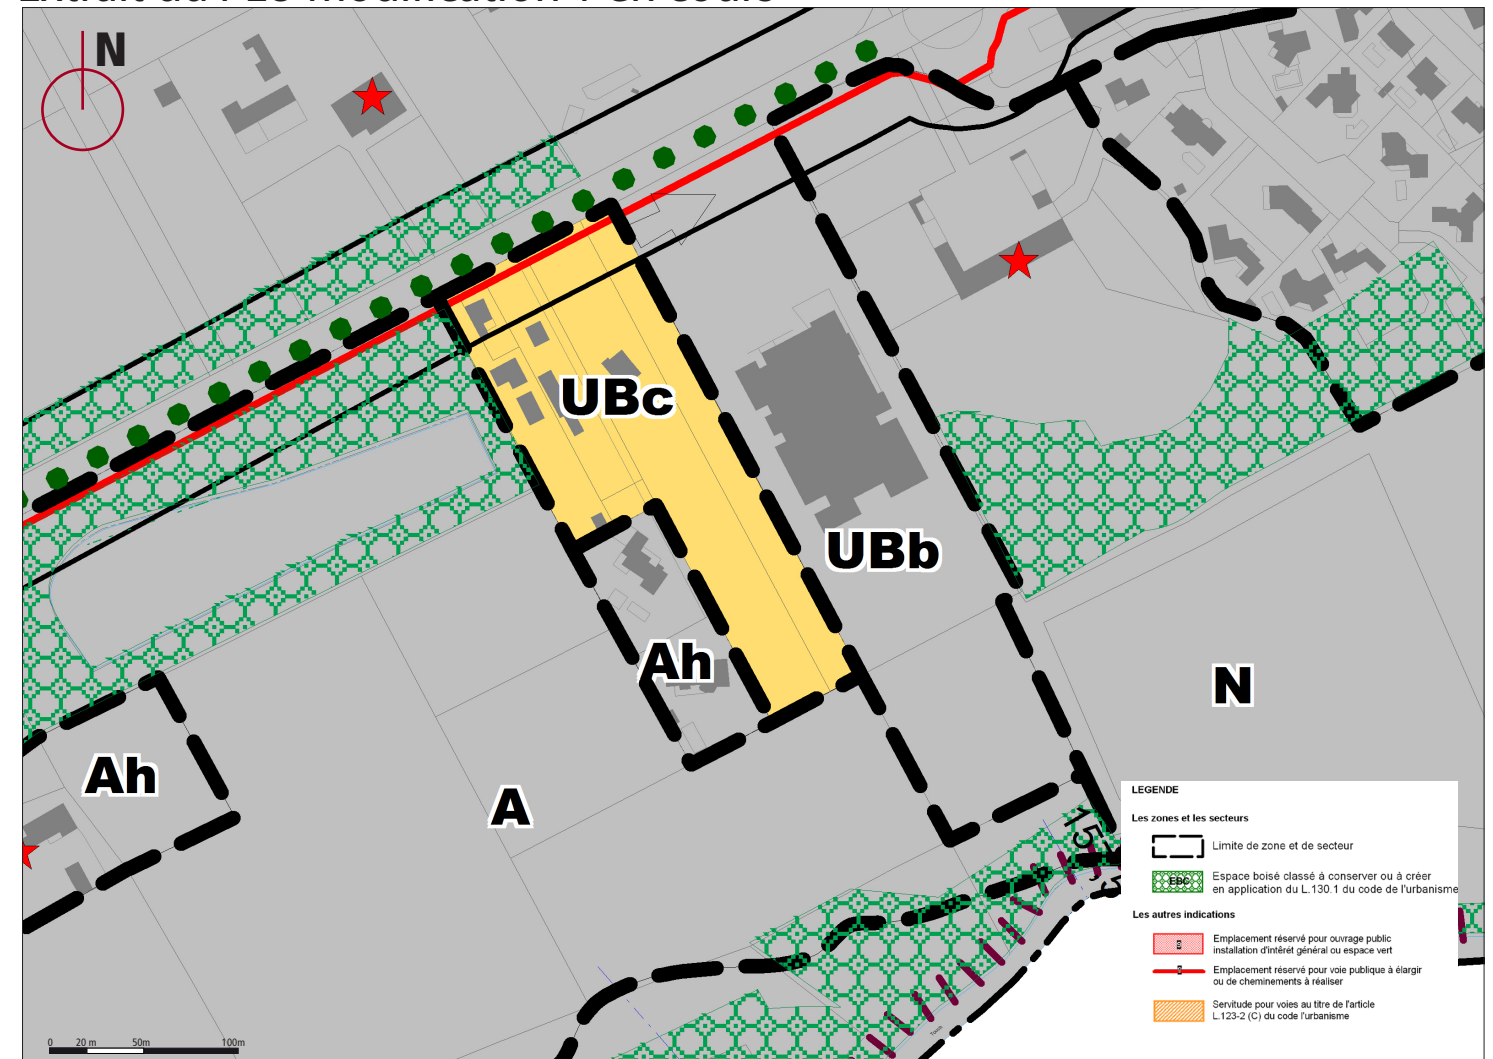 N
UBc
UBb
Ah
N
Ah
A
LEGENDE
Les zones et les secteurs
Limite de zone et de secteur
EBC
Espace boisé classé à conserver ou à créer
en application du L.130.1 du code de l'urbanisme
Les autres indications
Emplacement réservé pour ouvrage public
installation d'intérêt général ou espace vert
Emplacement réservé pour voie publique à élargir
ou de cheminements à réaliser
Servitude pour voies au titre de l'article
L.123-2 (C) du code l'urbanisme
0 20 m 50m 100m